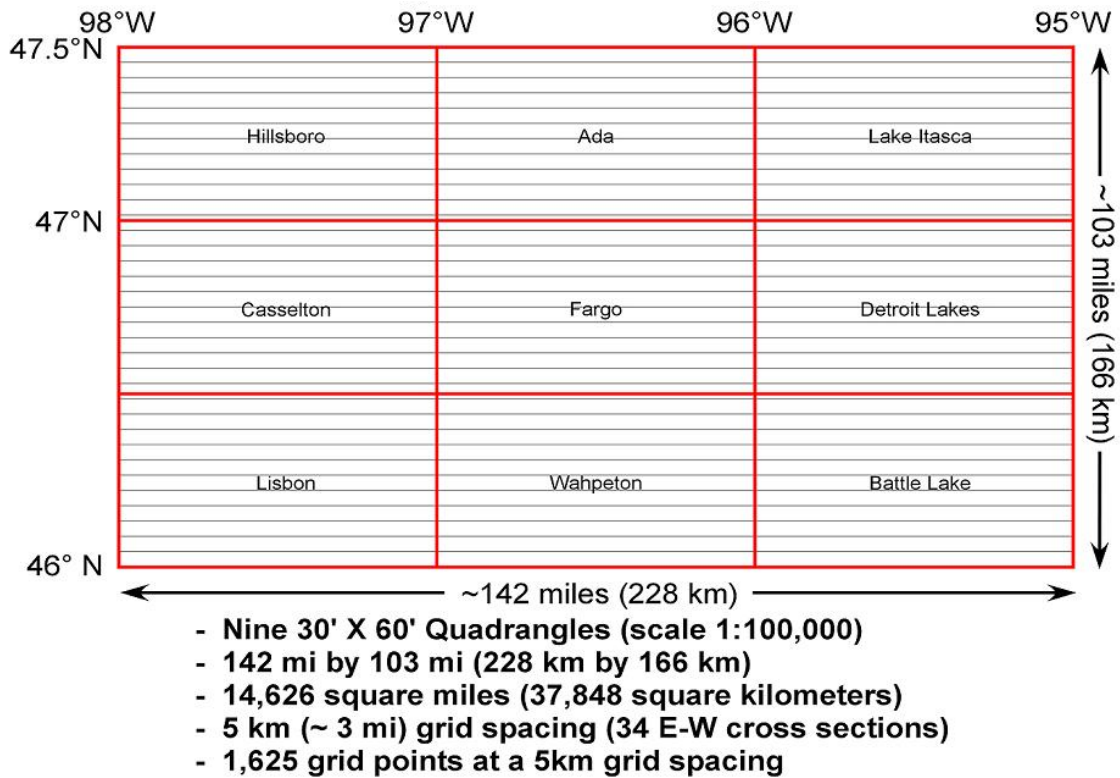 98°W 97°W 96°W 95°W
47.5°N
Hillsboro Ada Lake Itasca
47°N
~103 miles (166 km)
Casselton Fargo Detroit Lakes
Lisbon Wahpeton Battle Lake
46° N
~142 miles (228 km)
- Nine 30' X 60' Quadrangles (scale 1:100,000)
- 142 mi by 103 mi (228 km by 166 km)
- 14,626 square miles (37,848 square kilometers)
- 5 km (~ 3 mi) grid spacing (34 E-W cross sections)
- 1,625 grid points at a 5km grid spacing